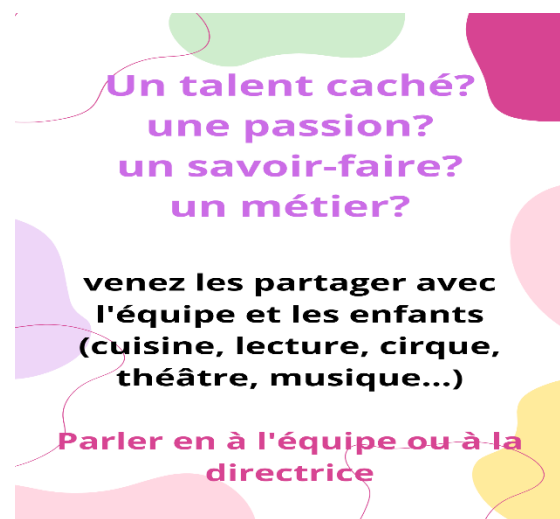 Un talent caché?
une passion?
un savoir-faire?
un métier?
venez les partager avec
l'équipe et les enfants
(cuisine, lecture, cirque,
théâtre, musique...)
Parler en à l'équipe ou à la
directrice